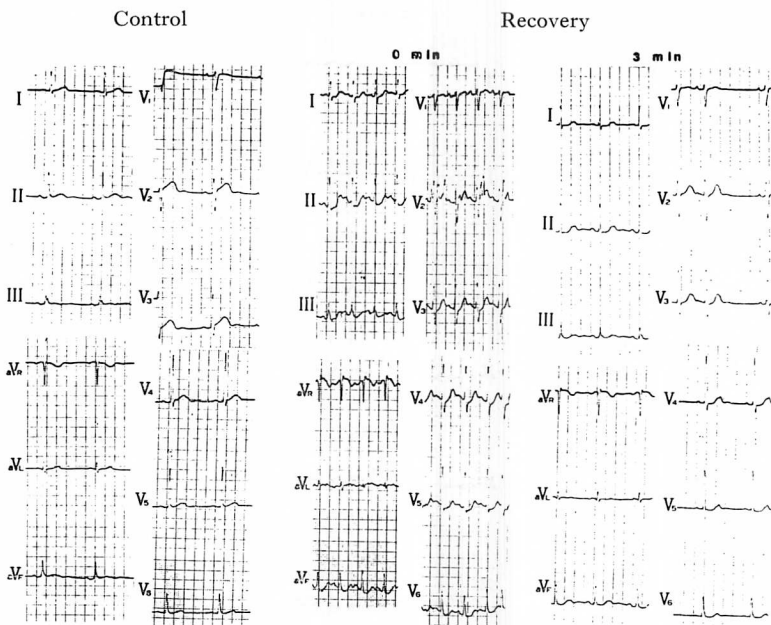 Control
Recovery
0 min
3 min
I
II
III
aVR
aVL
aVF
V1
V2
V3
V4
V5
V6
I
II
III
aVR
aVL
aVF
V1
V2
V3
V4
V5
V6
I
II
III
aVR
aVL
aVF
V1
V2
V3
V4
V5
V6